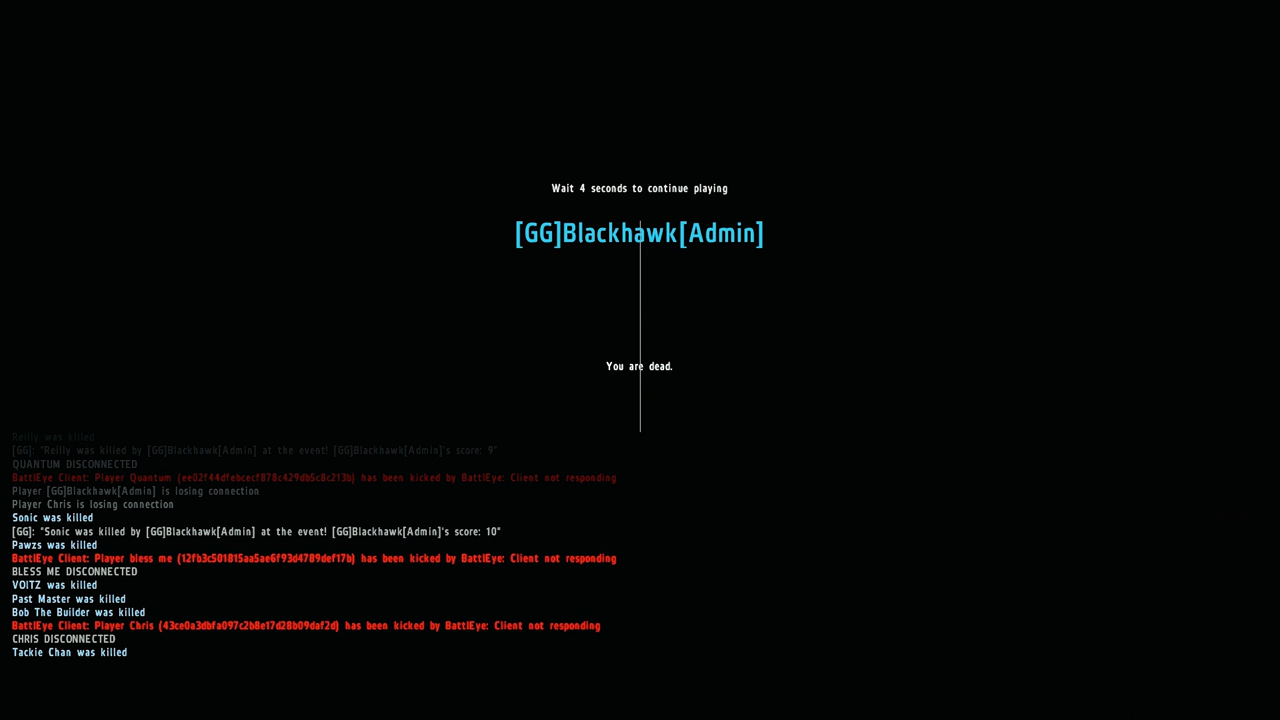 Wait 4 seconds to continue playing
[GG]Blackhawk[Admin]
You are dead.
Reilly was killed
[GG]: "Reilly was killed by [GG]Blackhawk[Admin] at the event! [GG]Blackhawk[Admin]'s score: 9"
QUANTUM DISCONNECTED
BattlEye Client: Player Quantum (ee02f44dfebcecf878c429db5c8c213b) has been kicked by BattlEye: Client not responding
Player [GG]Blackhawk[Admin] is losing connection
Player Chris is losing connection
Sonic was killed
[GG]: "Sonic was killed by [GG]Blackhawk[Admin] at the event! [GG]Blackhawk[Admin]'s score: 10"
Pawzs was killed
BattlEye Client: Player bless me (12fb3c501815aa5ae6f93d4789def17b) has been kicked by BattlEye: Client not responding
BLESS ME DISCONNECTED
VOITZ was killed
Past Master was killed
Bob The Builder was killed
BattlEye Client: Player Chris (43ce0a3dbfa097c2b8e17d28b09daf2d) has been kicked by BattlEye: Client not responding
CHRIS DISCONNECTED
Tackie Chan was killed